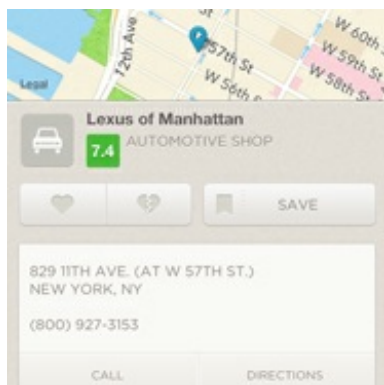 W 60th
W 59th St
W 58th St
57th St
W 56th St
12th Ave
Legal
Lexus of Manhattan
7.4 AUTOMOTIVE SHOP
SAVE
829 11TH AVE. (AT W 57TH ST.)
NEW YORK, NY
(800) 927-3153
CALL DIRECTIONS